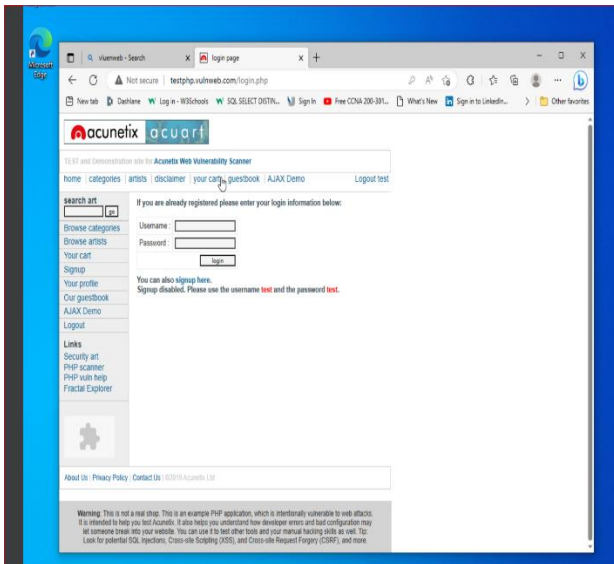 Microsoft
Edge
vluenweb - Search
login page
Not secure | testphp.vulnweb.com/login.php
New tab Dashlane Log in - W3Schools SQL SELECT DISTIN... Sign In Free CCNA 200-301... What's New Sign in to LinkedIn... Other favorites
acunetix acuart
TEST and Demonstration site for Acunetix Web Vulnerability Scanner
home | categories | artists | disclaimer | your cart | guestbook | AJAX Demo Logout test
search art
go
Browse categories
Browse artists
Your cart
Signup
Your profile
Our guestbook
AJAX Demo
Logout
Links
Security art
PHP scanner
PHP vuln help
Fractal Explorer
If you are already registered please enter your login information below:
Username :
Password :
login
You can also signup here.
Signup disabled. Please use the username test and the password test.
About Us | Privacy Policy | Contact Us | ©2019 Acunetix Ltd
Warning: This is not a real shop. This is an example PHP application, which is intentionally vulnerable to web attacks.
It is intended to help you test Acunetix. It also helps you understand how developer errors and bad configuration may
let someone break into your website. You can use it to test other tools and your manual hacking skills as well. Tip:
Look for potential SQL Injections, Cross-site Scripting (XSS), and Cross-site Request Forgery (CSRF), and more.